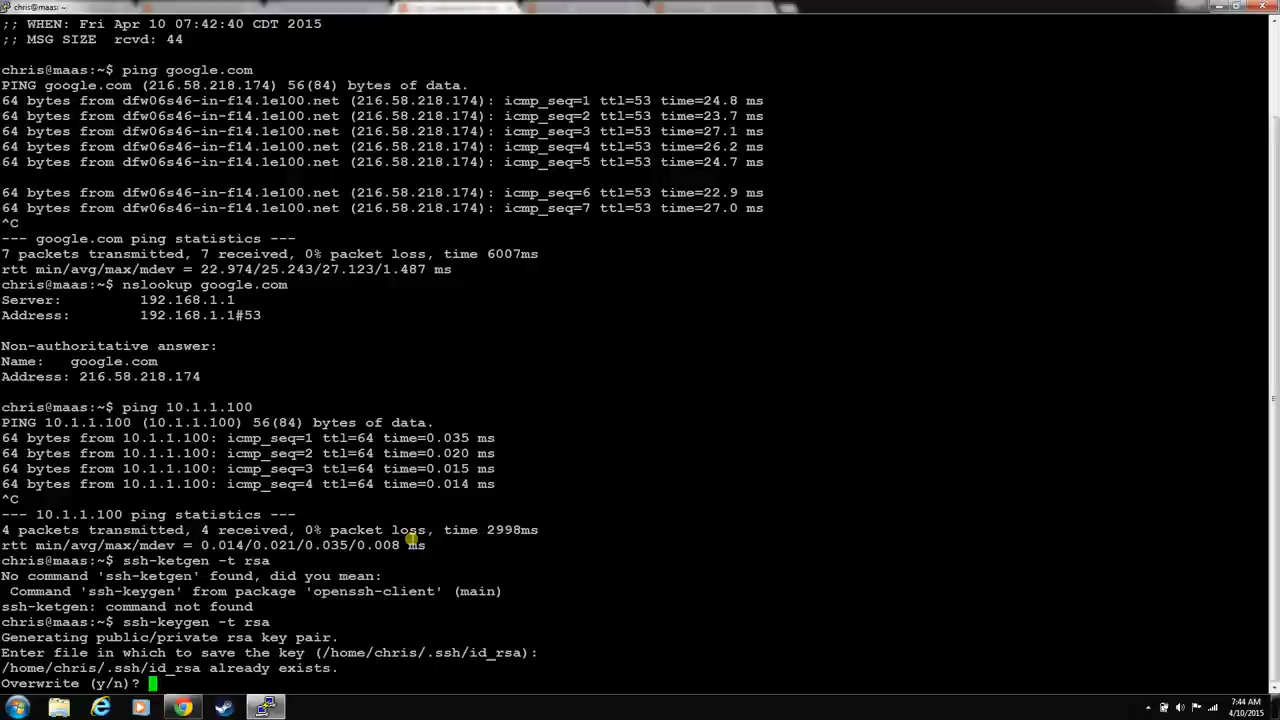 chris@maas: ~
;; WHEN: Fri Apr 10 07:42:40 CDT 2015
;; MSG SIZE  rcvd: 44
chris@maas:~$ ping google.com
PING google.com (216.58.218.174) 56(84) bytes of data.
64 bytes from dfw06s46-in-f14.1e100.net (216.58.218.174): icmp_seq=1 ttl=53 time=24.8 ms
64 bytes from dfw06s46-in-f14.1e100.net (216.58.218.174): icmp_seq=2 ttl=53 time=23.7 ms
64 bytes from dfw06s46-in-f14.1e100.net (216.58.218.174): icmp_seq=3 ttl=53 time=27.1 ms
64 bytes from dfw06s46-in-f14.1e100.net (216.58.218.174): icmp_seq=4 ttl=53 time=26.2 ms
64 bytes from dfw06s46-in-f14.1e100.net (216.58.218.174): icmp_seq=5 ttl=53 time=24.7 ms
64 bytes from dfw06s46-in-f14.1e100.net (216.58.218.174): icmp_seq=6 ttl=53 time=22.9 ms
64 bytes from dfw06s46-in-f14.1e100.net (216.58.218.174): icmp_seq=7 ttl=53 time=27.0 ms
^C
--- google.com ping statistics ---
7 packets transmitted, 7 received, 0% packet loss, time 6007ms
rtt min/avg/max/mdev = 22.974/25.243/27.123/1.487 ms
chris@maas:~$ nslookup google.com
Server:         192.168.1.1
Address:        192.168.1.1#53
Non-authoritative answer:
Name:   google.com
Address: 216.58.218.174
chris@maas:~$ ping 10.1.1.100
PING 10.1.1.100 (10.1.1.100) 56(84) bytes of data.
64 bytes from 10.1.1.100: icmp_seq=1 ttl=64 time=0.035 ms
64 bytes from 10.1.1.100: icmp_seq=2 ttl=64 time=0.020 ms
64 bytes from 10.1.1.100: icmp_seq=3 ttl=64 time=0.015 ms
64 bytes from 10.1.1.100: icmp_seq=4 ttl=64 time=0.014 ms
^C
--- 10.1.1.100 ping statistics ---
4 packets transmitted, 4 received, 0% packet loss, time 2998ms
rtt min/avg/max/mdev = 0.014/0.021/0.035/0.008 ms
chris@maas:~$ ssh-ketgen -t rsa
No command 'ssh-ketgen' found, did you mean:
 Command 'ssh-keygen' from package 'openssh-client' (main)
ssh-ketgen: command not found
chris@maas:~$ ssh-keygen -t rsa
Generating public/private rsa key pair.
Enter file in which to save the key (/home/chris/.ssh/id_rsa):
/home/chris/.ssh/id_rsa already exists.
Overwrite (y/n)?
7:44 AM
4/10/2015